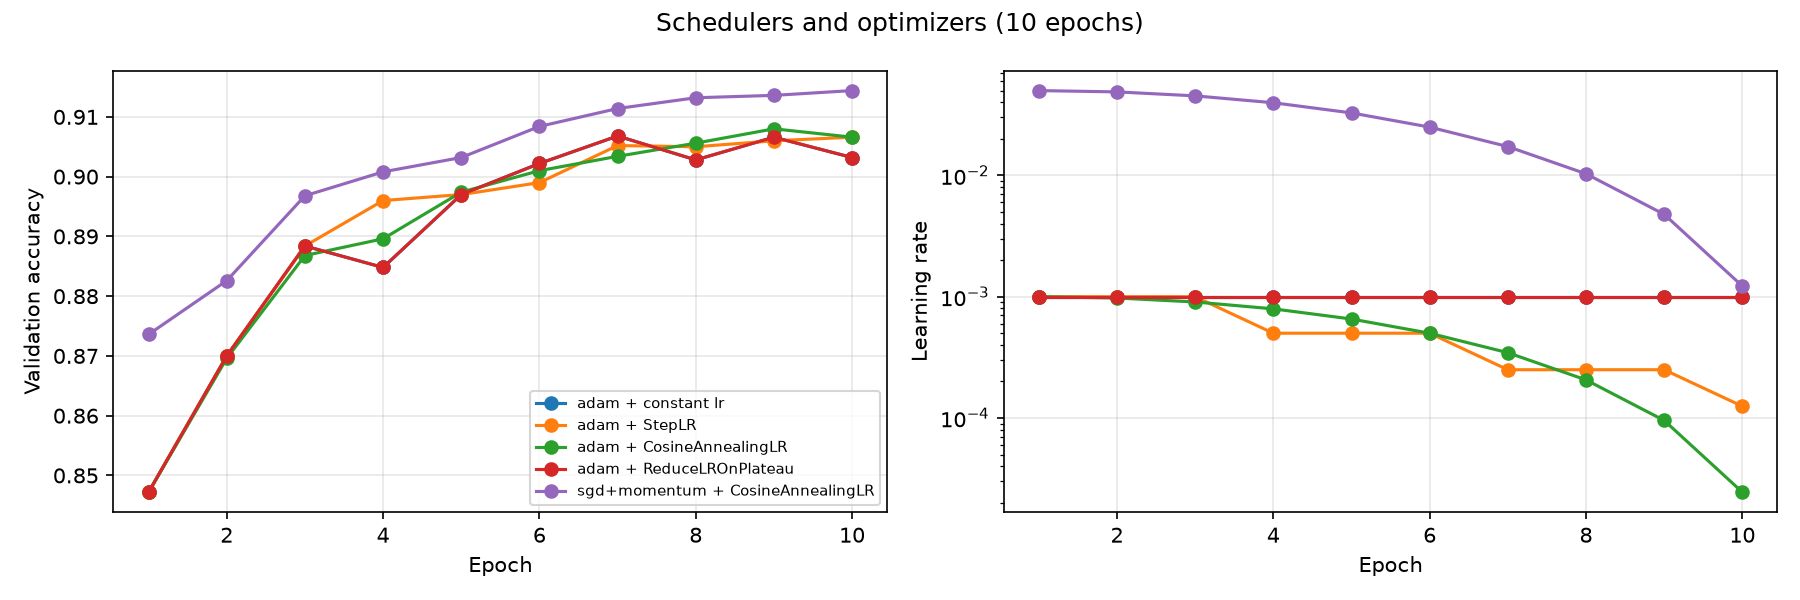 Schedulers and optimizers (10 epochs)
Validation accuracy
0.91
0.90
0.89
0.88
0.87
0.86
0.85
adam + constant lr
adam + StepLR
adam + CosineAnnealingLR
adam + ReduceLROnPlateau
sgd+momentum + CosineAnnealingLR
2 4 6 8 10
Epoch
Learning rate
10⁻²
10⁻³
10⁻⁴
2 4 6 8 10
Epoch